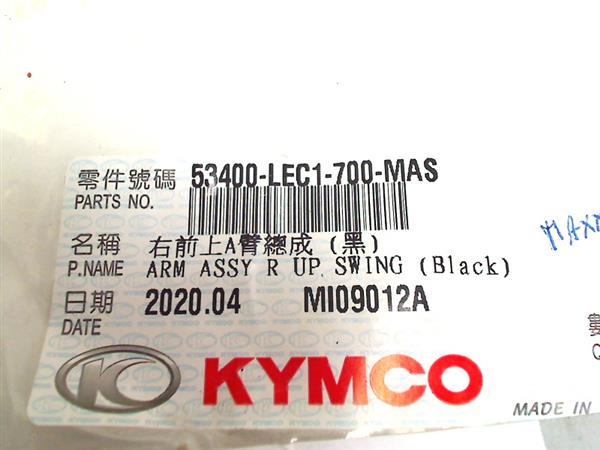 零件號碼 53400-LEC1-700-MAS
PARTS NO.
名稱 右前上A臂總成(黑)
P.NAME ARM ASSY R UP SWING (Black)
日期 2020.04 MI09012A
DATE
KYMCO
MADE IN